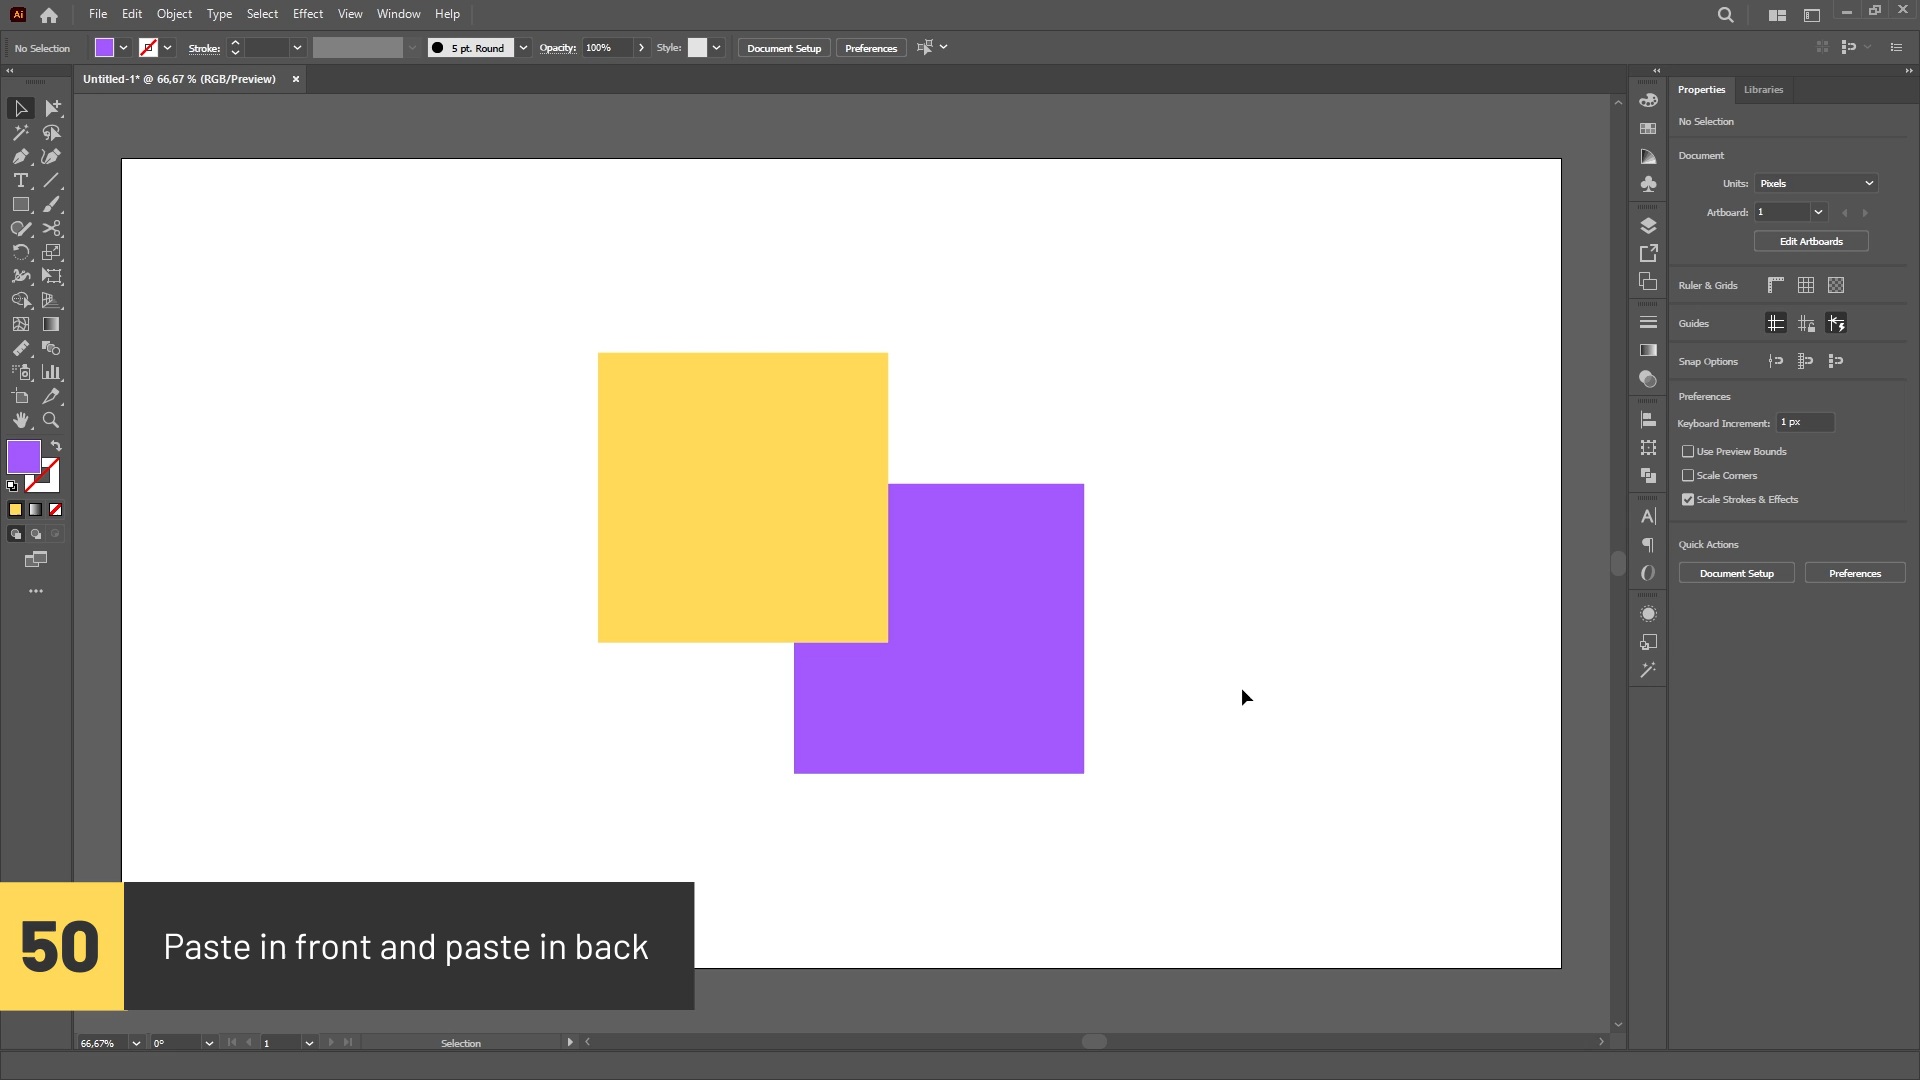 Ai File Edit Object Type Select Effect View Window Help
No Selection Stroke: 5 pt. Round Opacity: 100% Style: Document Setup Preferences
Untitled-1* @ 66,67 % (RGB/Preview)
Properties Libraries
No Selection
Document
Units: Pixels
Artboard: 1
Edit Artboards
Ruler & Grids
Guides
Snap Options
Preferences
Keyboard Increment: 1 px
Use Preview Bounds
Scale Corners
Scale Strokes & Effects
Quick Actions
Document Setup Preferences
50 Paste in front and paste in back
66,67% 0° 1 Selection